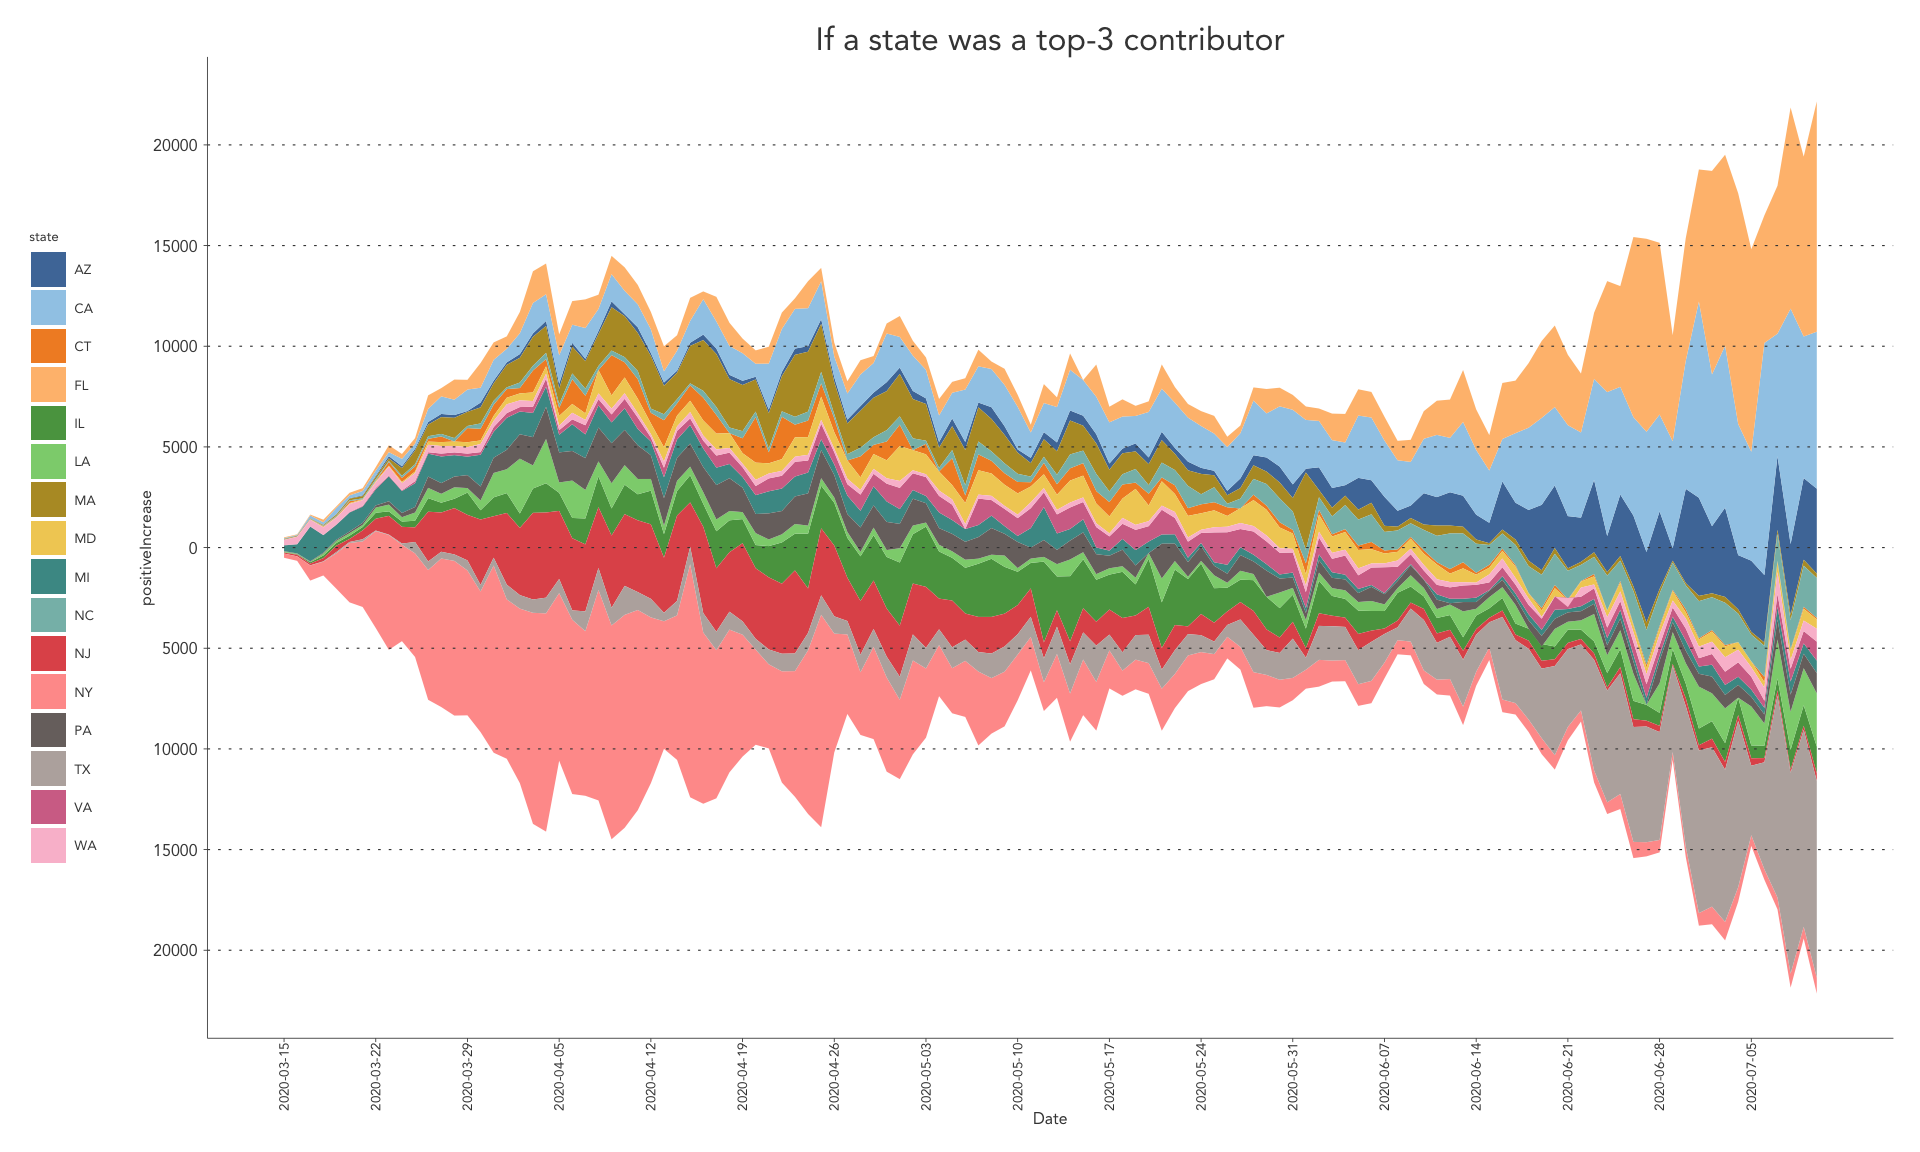 If a state was a top-3 contributor
state
AZ
CA
CT
FL
IL
LA
MA
MD
MI
NC
NJ
NY
PA
TX
VA
WA
positiveIncrease
20000
15000
10000
5000
0
5000
10000
15000
20000
2020-03-15
2020-03-22
2020-03-29
2020-04-05
2020-04-12
2020-04-19
2020-04-26
2020-05-03
2020-05-10
2020-05-17
2020-05-24
2020-05-31
2020-06-07
2020-06-14
2020-06-21
2020-06-28
2020-07-05
Date